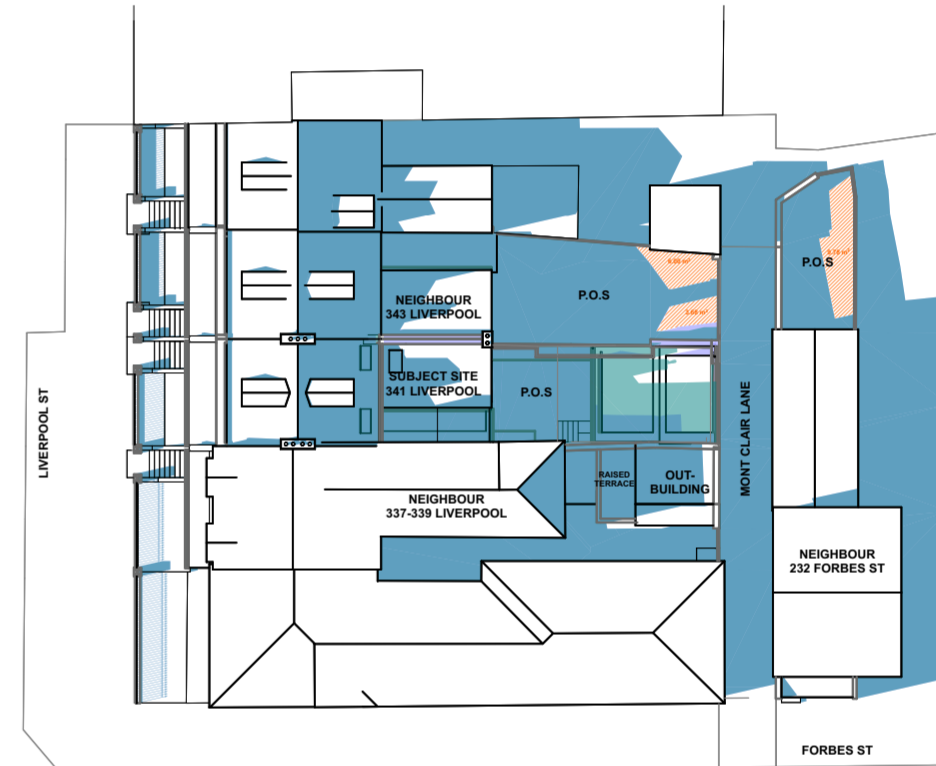 P.O.S
P.O.S
NEIGHBOUR
343 LIVERPOOL
SUBJECT SITE
341 LIVERPOOL
P.O.S
LIVERPOOL ST
MONT CLAIR LANE
RAISED
TERRACE
OUT-
BUILDING
NEIGHBOUR
337-339 LIVERPOOL
NEIGHBOUR
232 FORBES ST
FORBES ST